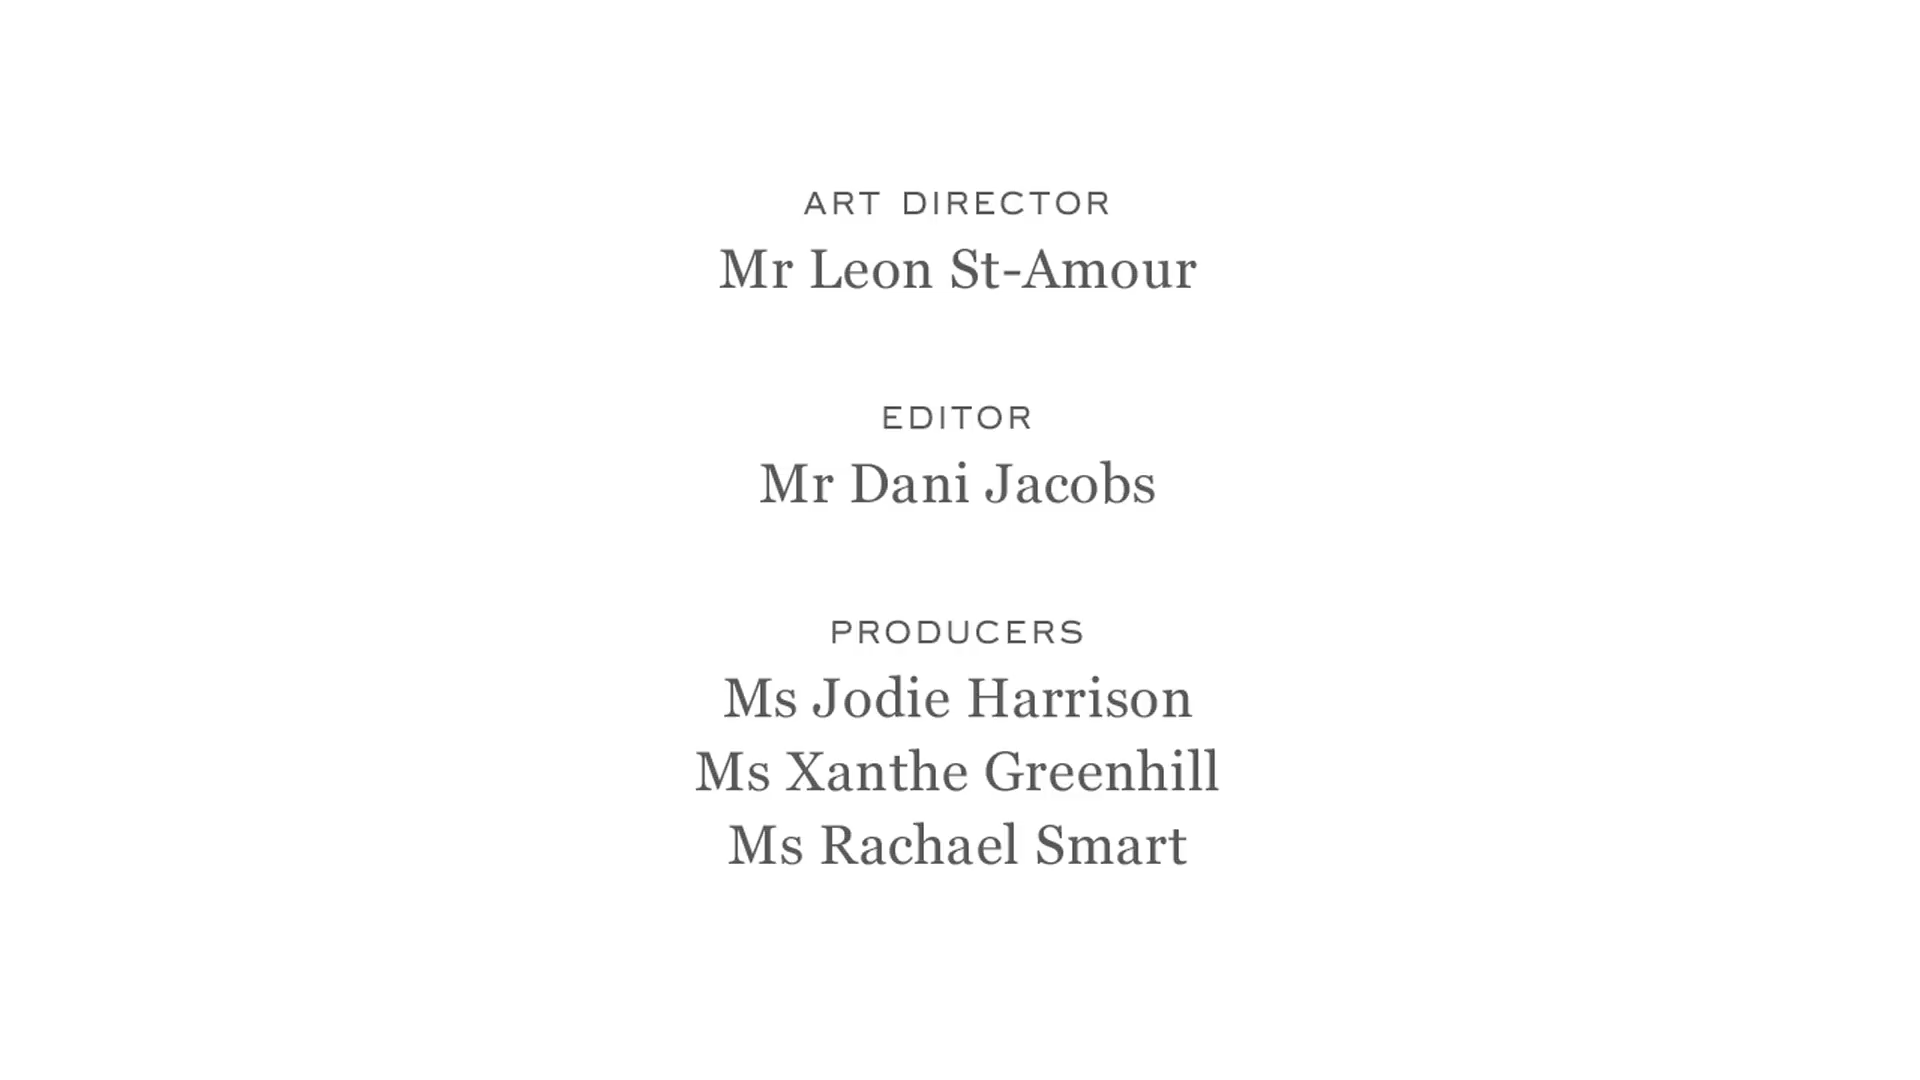 ART DIRECTOR
Mr Leon St-Amour
EDITOR
Mr Dani Jacobs
PRODUCERS
Ms Jodie Harrison
Ms Xanthe Greenhill
Ms Rachael Smart